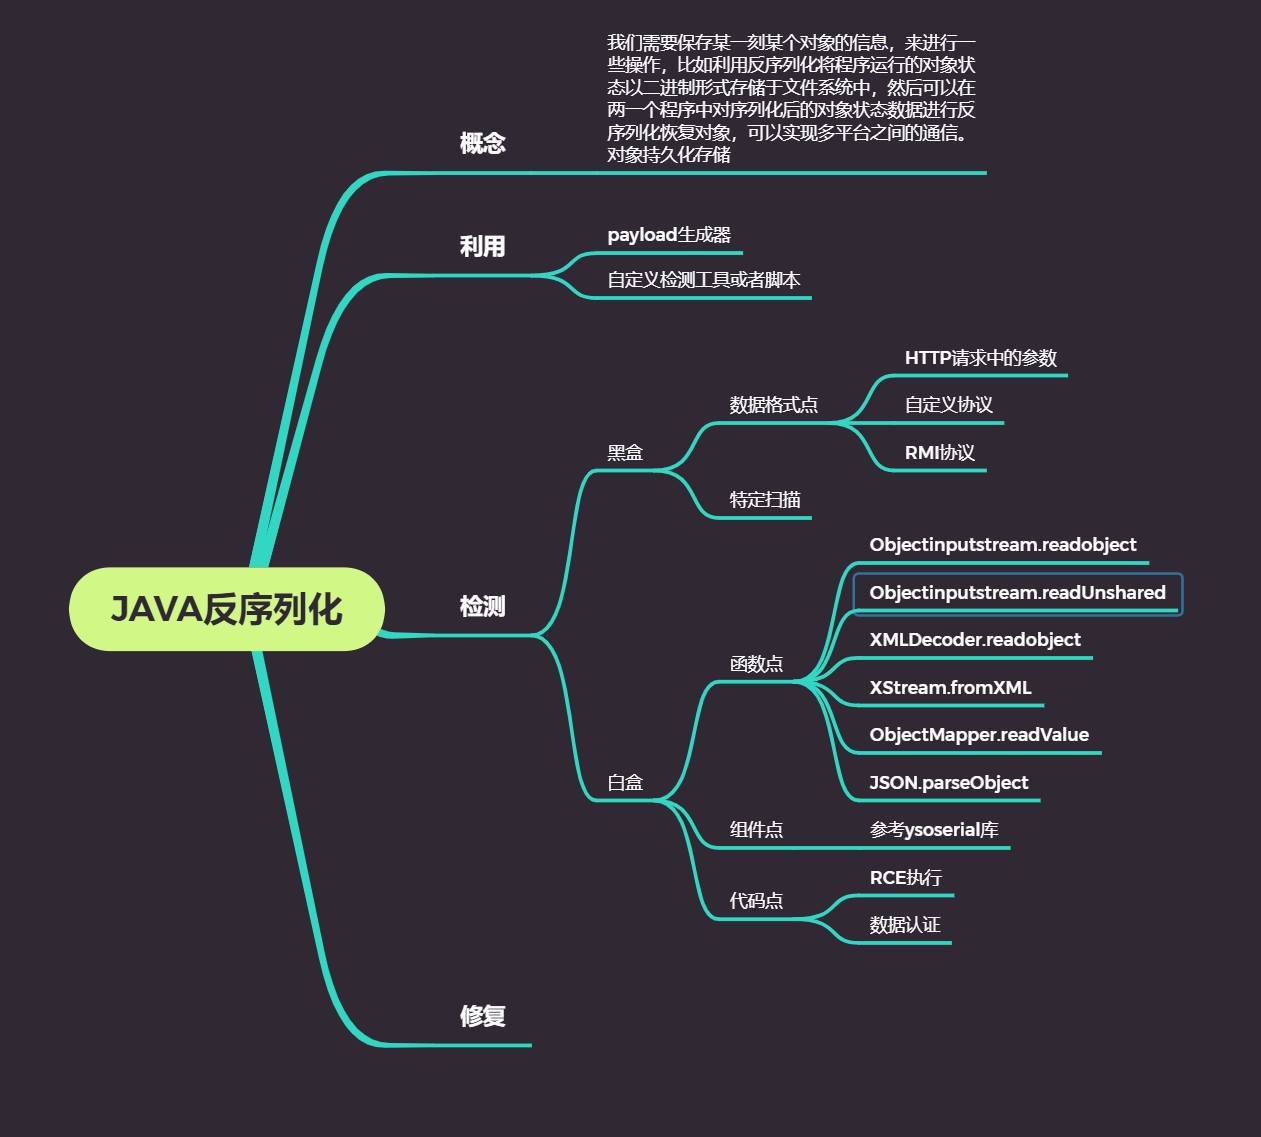 我们需要保存某一刻某个对象的信息，来进行一
些操作，比如利用反序列化将程序运行的对象状
态以二进制形式存储于文件系统中，然后可以在
两一个程序中对序列化后的对象状态数据进行反
序列化恢复对象，可以实现多平台之间的通信。
对象持久化存储
概念
利用
payload生成器
自定义检测工具或者脚本
HTTP请求中的参数
数据格式点
自定义协议
黑盒
RMI协议
特定扫描
JAVA反序列化
检测
Objectinputstream.readobject
Objectinputstream.readUnshared
XMLDecoder.readobject
函数点
XStream.fromXML
ObjectMapper.readValue
JSON.parseObject
白盒
组件点
参考ysoserial库
代码点
RCE执行
数据认证
修复